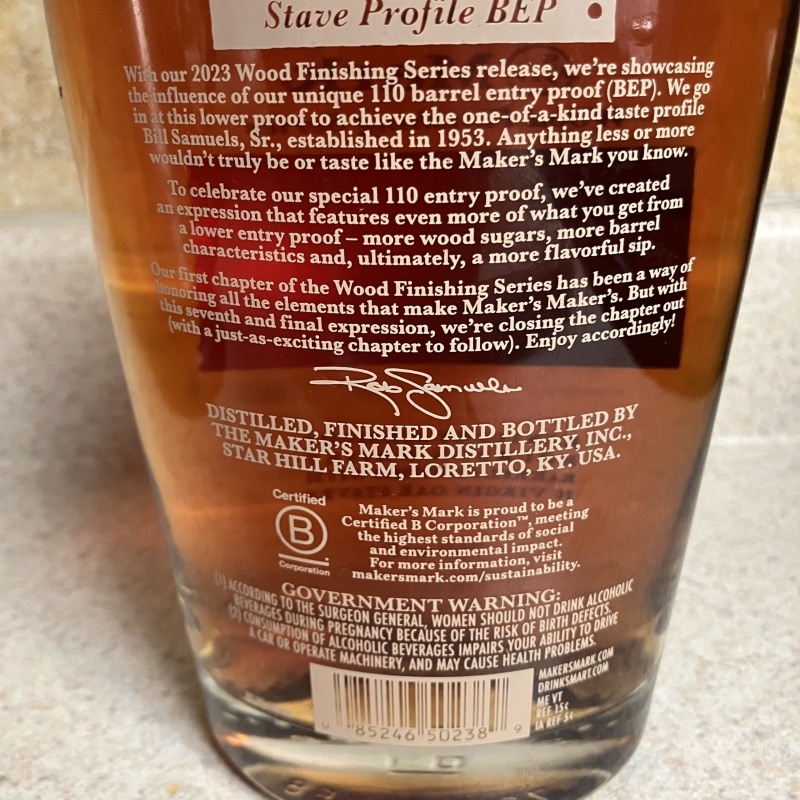 Stave Profile BEP
With our 2023 Wood Finishing Series release, we're showcasing
the influence of our unique 110 barrel entry proof (BEP). We go
in at this lower proof to achieve the one-of-a-kind taste profile
Bill Samuels, Sr., established in 1953. Anything less or more
wouldn't truly be or taste like the Maker's Mark you know.
To celebrate our special 110 entry proof, we've created
an expression that features even more of what you get from
a lower entry proof – more wood sugars, more barrel
characteristics and, ultimately, a more flavorful sip.
Our first chapter of the Wood Finishing Series has been a way of
honoring all the elements that make Maker's Maker's. But with
this seventh and final expression, we're closing the chapter out
(with a just-as-exciting chapter to follow). Enjoy accordingly!
Rob Samuels
DISTILLED, FINISHED AND BOTTLED BY
THE MAKER'S MARK DISTILLERY, INC.,
STAR HILL FARM, LORETTO, KY. USA.
Certified
B
Corporation
Maker's Mark is proud to be a
Certified B Corporation™, meeting
the highest standards of social
and environmental impact.
For more information, visit
makersmark.com/sustainability.
GOVERNMENT WARNING:
(1) ACCORDING TO THE SURGEON GENERAL, WOMEN SHOULD NOT DRINK ALCOHOLIC
BEVERAGES DURING PREGNANCY BECAUSE OF THE RISK OF BIRTH DEFECTS.
(2) CONSUMPTION OF ALCOHOLIC BEVERAGES IMPAIRS YOUR ABILITY TO DRIVE
A CAR OR OPERATE MACHINERY, AND MAY CAUSE HEALTH PROBLEMS.
MAKERSMARK.COM
DRINKSMART.COM
ME VT
REF 15¢
IA REF 5¢
0 85246 50238 9